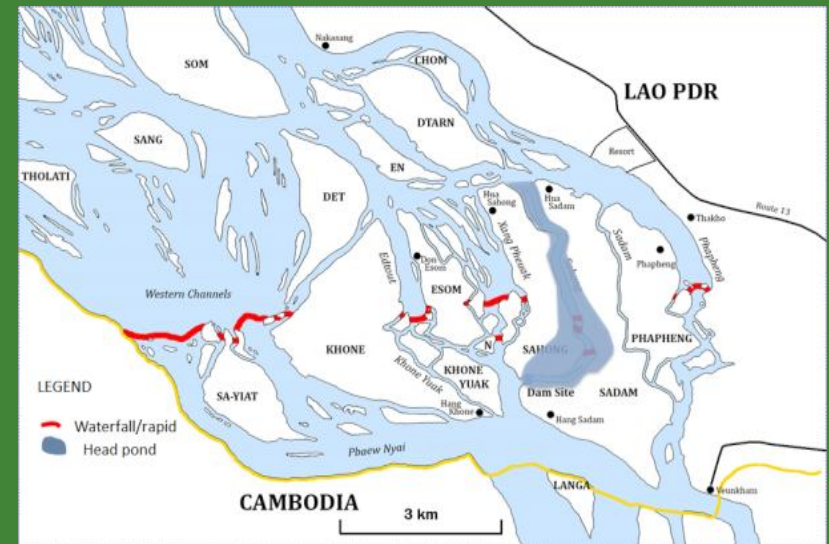 Nakasang
SOM
CHOM
LAO PDR
DTARN
SANG
Resort
EN
THOLATI
DET
Hua
Sahong
Hua
Sadam
Route 13
Thakho
Xang Pheuak
Sadam
Phapheng
Phapheng
Edtout
Don
Esom
ESOM
Western Channels
KHONE
N
SAHONG
PHAPHENG
Khone Yuak
KHONE
YUAK
LEGEND
SA-YIAT
Dam Site
SADAM
Waterfall/rapid
Hang
Khone
Hang Sadam
Head pond
Phaew Nyai
LANGA
Veunkham
CAMBODIA
3 km